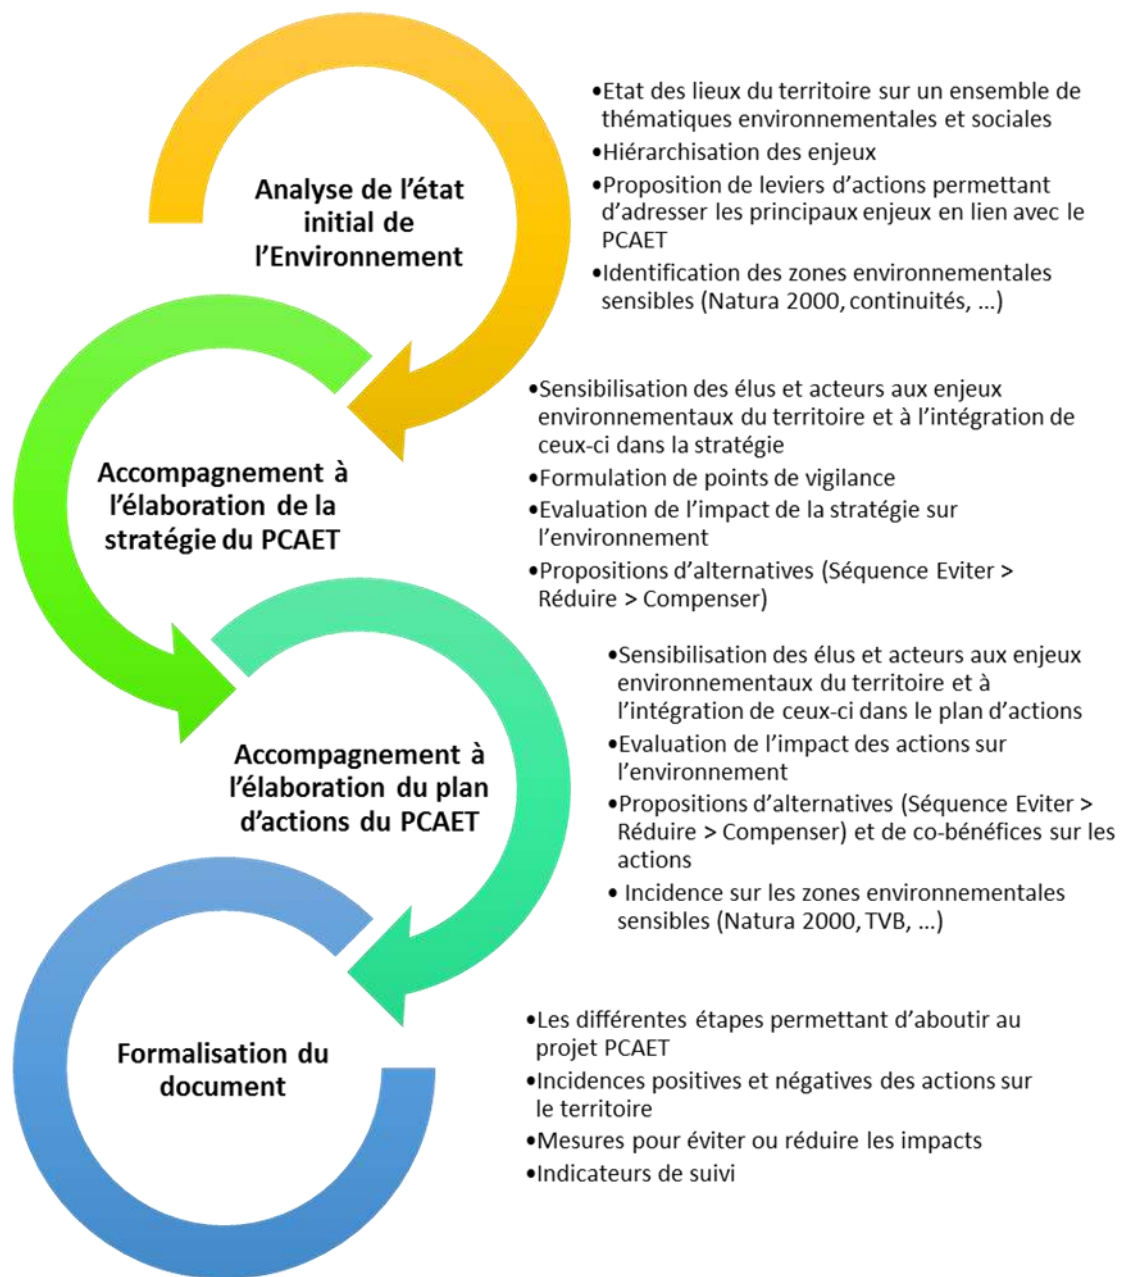 Analyse de l'état
initial de
l'Environnement
•Etat des lieux du territoire sur un ensemble de
thématiques environnementales et sociales
•Hiérarchisation des enjeux
•Proposition de leviers d'actions permettant
d'adresser les principaux enjeux en lien avec le
PCAET
•Identification des zones environnementales
sensibles (Natura 2000, continuités, ...)
Accompagnement à
l'élaboration de la
stratégie du PCAET
•Sensibilisation des élus et acteurs aux enjeux
environnementaux du territoire et à l'intégration de
ceux-ci dans la stratégie
•Formulation de points de vigilance
•Evaluation de l'impact de la stratégie sur
l'environnement
•Propositions d'alternatives (Séquence Eviter >
Réduire > Compenser)
Accompagnement à
l'élaboration du plan
d'actions du PCAET
•Sensibilisation des élus et acteurs aux enjeux
environnementaux du territoire et à
l'intégration de ceux-ci dans le plan d'actions
•Evaluation de l'impact des actions sur
l'environnement
•Propositions d'alternatives (Séquence Eviter >
Réduire > Compenser) et de co-bénéfices sur les
actions
• Incidence sur les zones environnementales
sensibles (Natura 2000, TVB, ...)
Formalisation du
document
•Les différentes étapes permettant d'aboutir au
projet PCAET
•Incidences positives et négatives des actions sur
le territoire
•Mesures pour éviter ou réduire les impacts
•Indicateurs de suivi